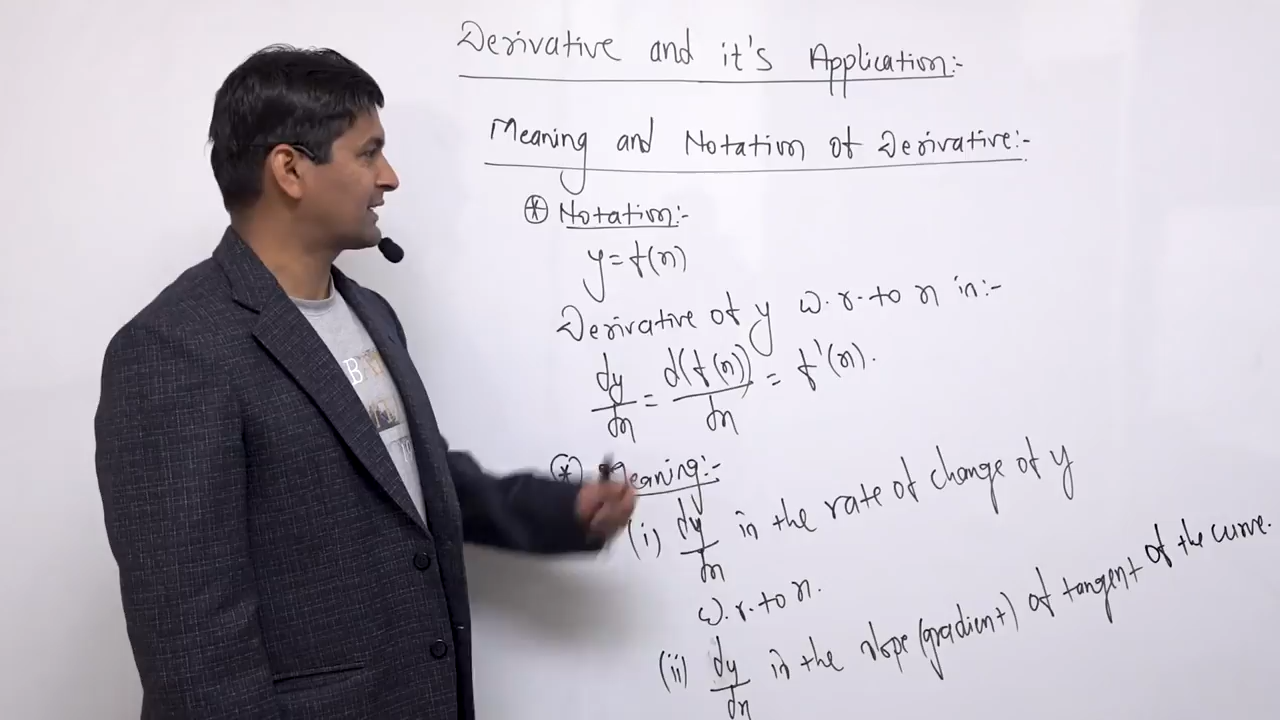 Derivative and it's Application:-
Meaning and Notation of Derivative:-
* Notation:-
y=f(x)
Derivative of y w.r.to x is:-
dy/dx = d(f(x))/dx = f'(x).
* Meaning:-
(i) dy/dx is the rate of change of y
w.r.to x.
(ii) dy/dx is the slope (gradient) of tangent of the curve.
B